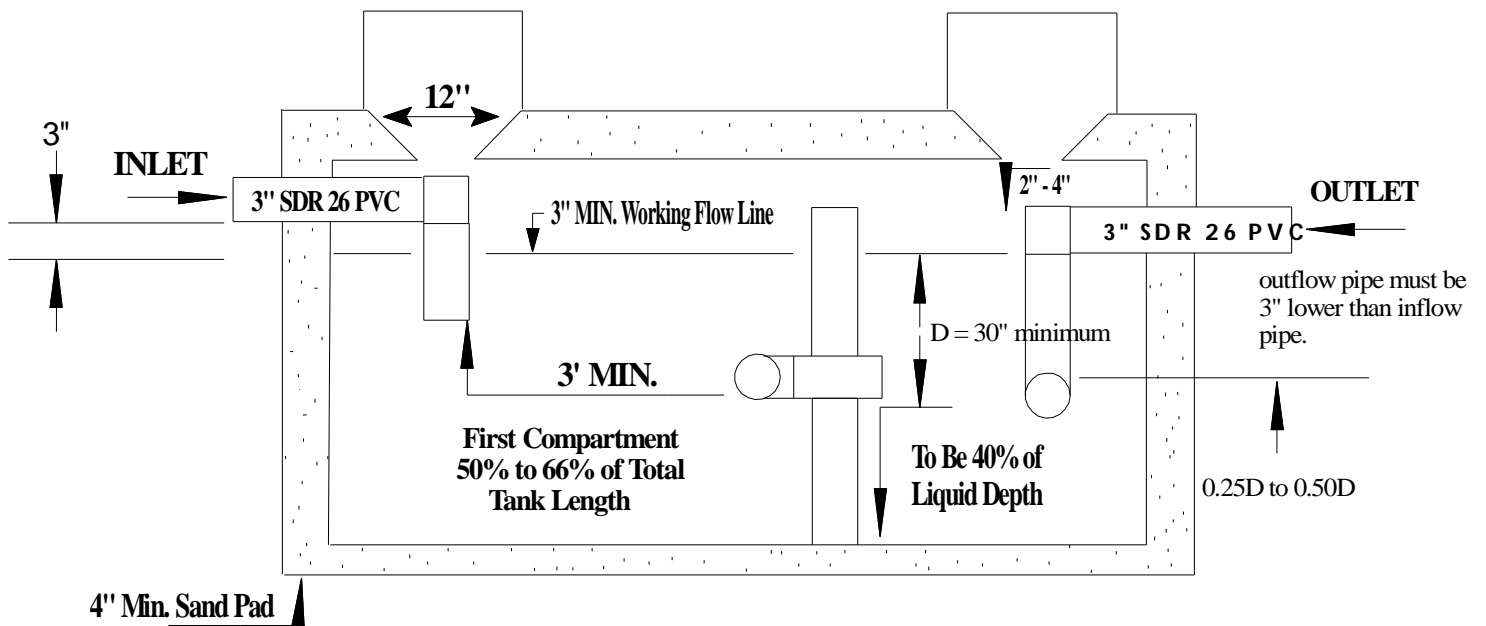 12"
3"
INLET
3" SDR 26 PVC
2" - 4"
OUTLET
3" MIN. Working Flow Line
3" SDR 26 PVC
outflow pipe must be
3" lower than inflow
pipe.
D = 30" minimum
3' MIN.
First Compartment
50% to 66% of Total
Tank Length
To Be 40% of
Liquid Depth
0.25D to 0.50D
4" Min. Sand Pad